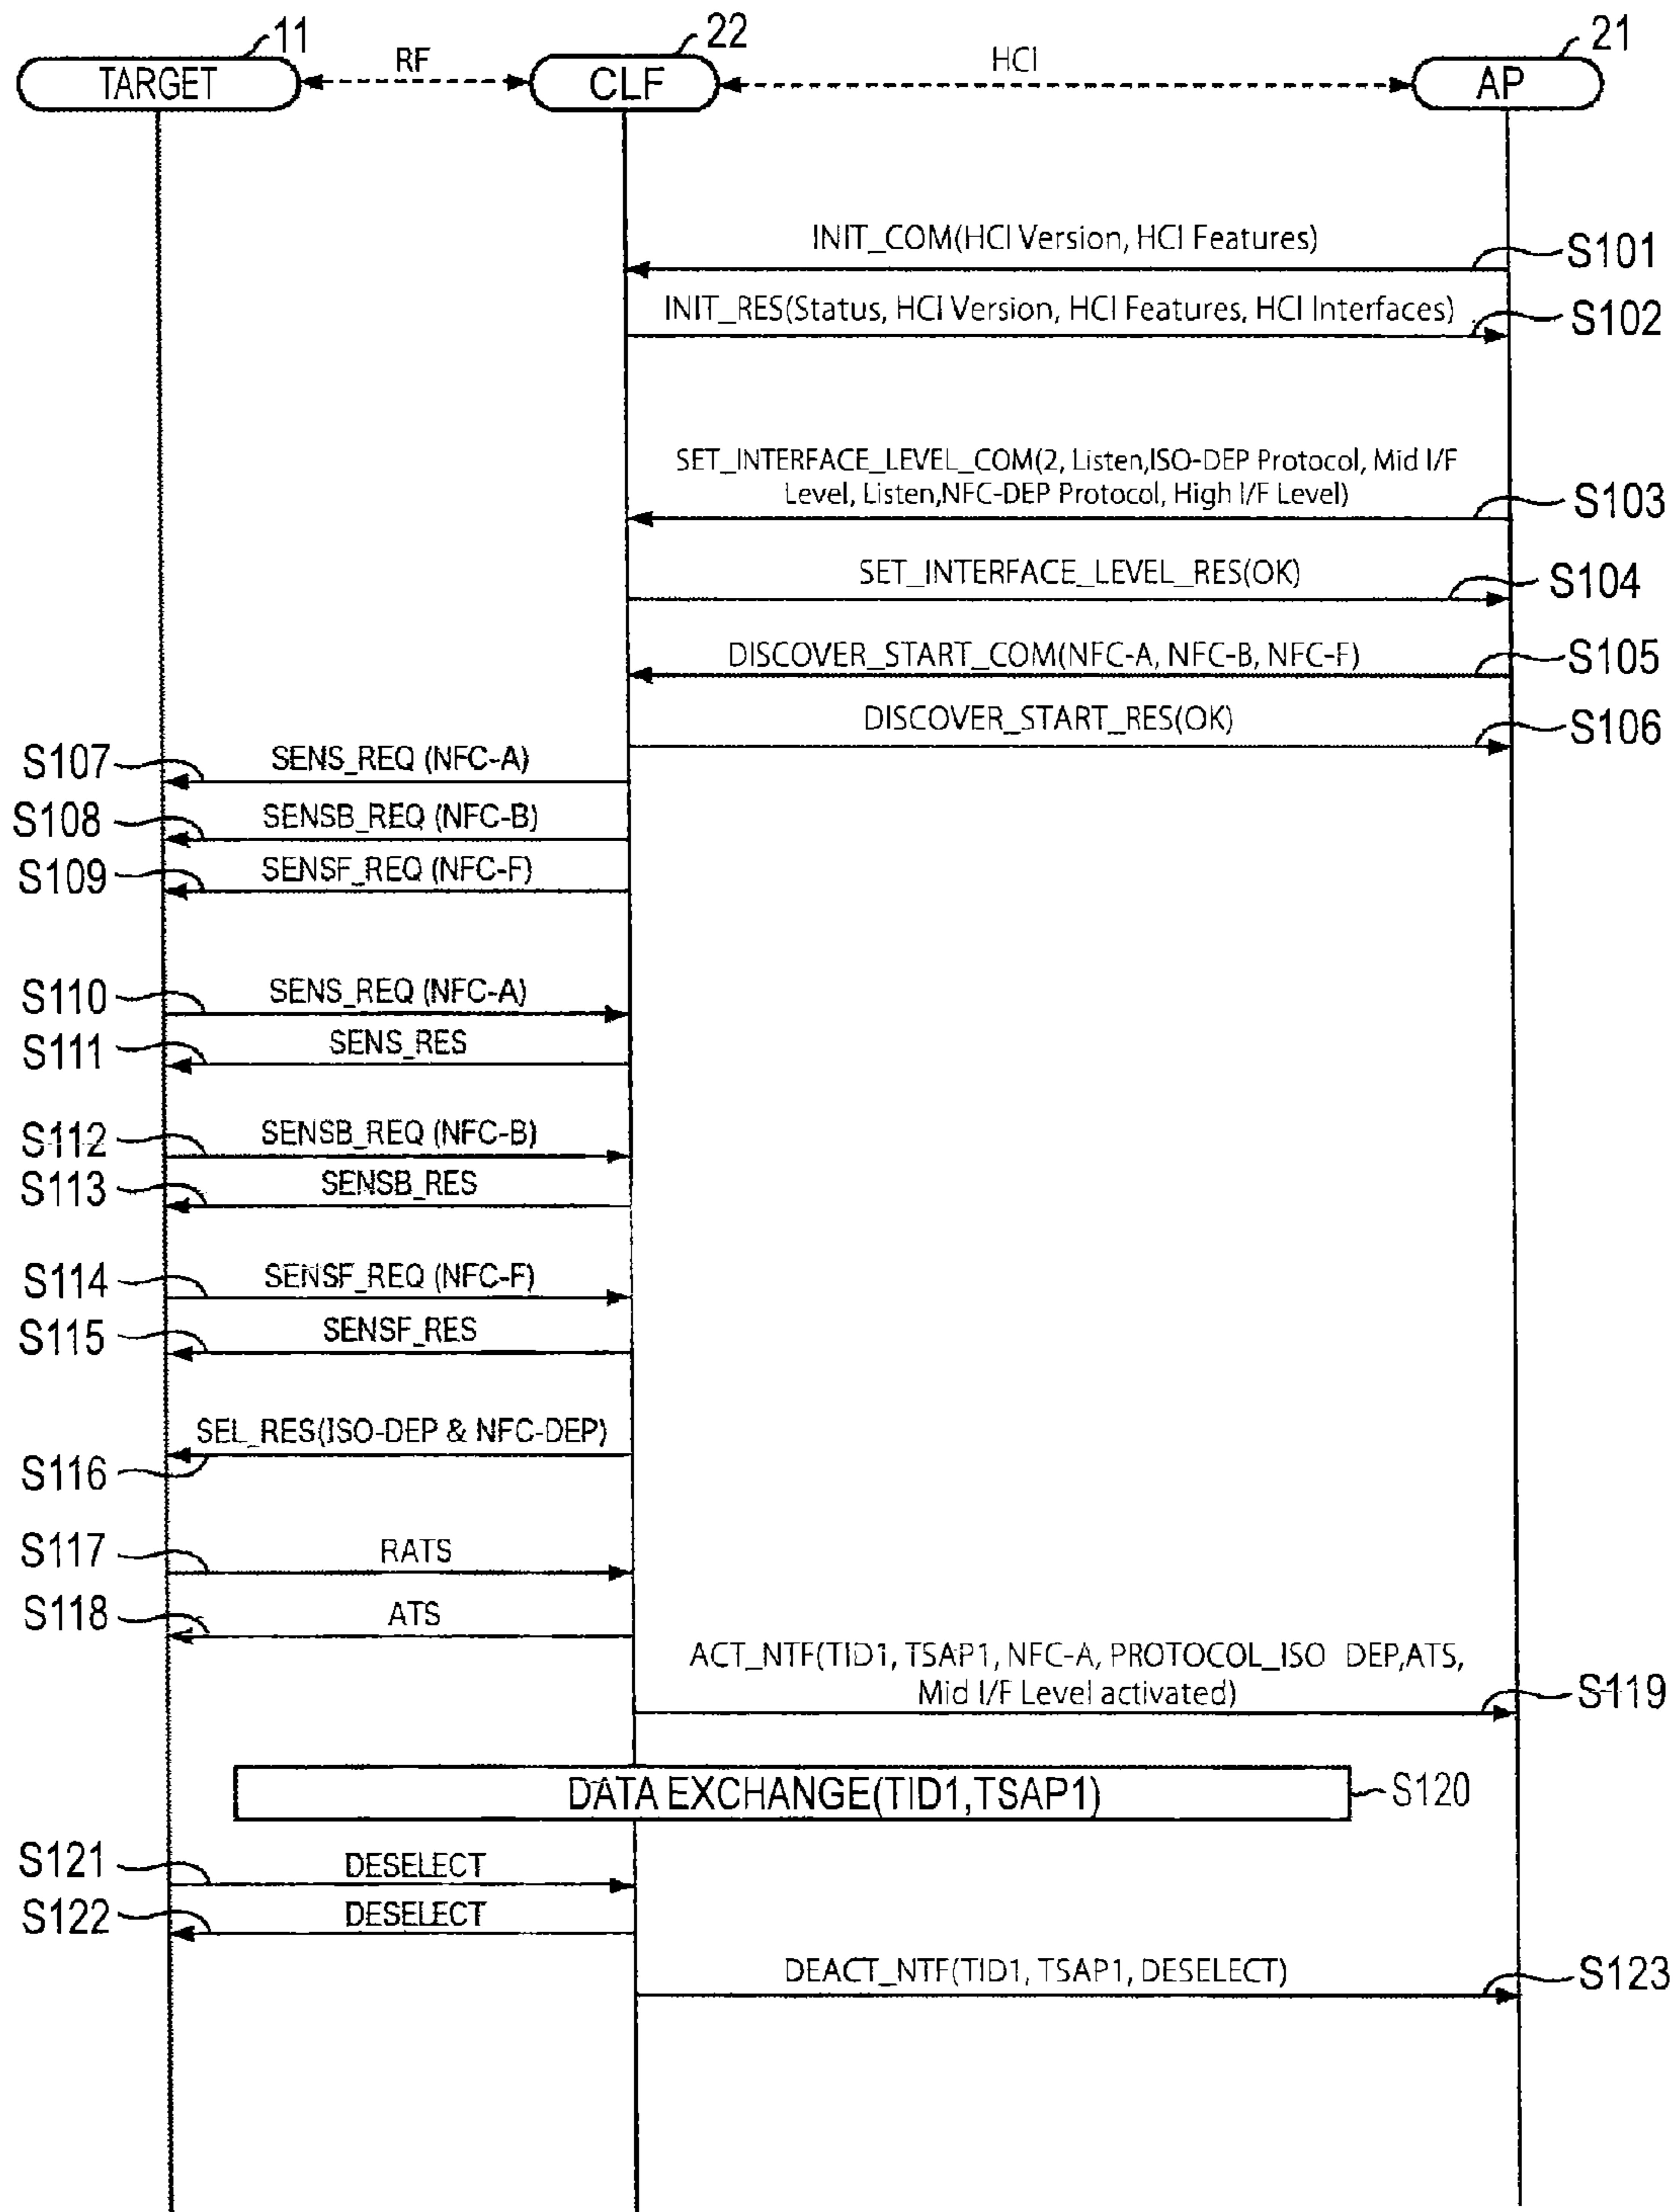 11
22
21
TARGET
RF
CLF
HCI
AP
INIT_COM(HCI Version, HCI Features)
S101
INIT_RES(Status, HCI Version, HCI Features, HCI Interfaces)
S102
SET_INTERFACE_LEVEL_COM(2, Listen,ISO-DEP Protocol, Mid I/F
Level, Listen,NFC-DEP Protocol, High I/F Level)
S103
SET_INTERFACE_LEVEL_RES(OK)
S104
DISCOVER_START_COM(NFC-A, NFC-B, NFC-F)
S105
DISCOVER_START_RES(OK)
S106
S107
SENS_REQ (NFC-A)
S108
SENSB_REQ (NFC-B)
S109
SENSF_REQ (NFC-F)
S110
SENS_REQ (NFC-A)
S111
SENS_RES
S112
SENSB_REQ (NFC-B)
S113
SENSB_RES
S114
SENSF_REQ (NFC-F)
S115
SENSF_RES
SEL_RES(ISO-DEP & NFC-DEP)
S116
S117
RATS
S118
ATS
ACT_NTF(TID1, TSAP1, NFC-A, PROTOCOL_ISO DEP,ATS,
Mid I/F Level activated)
S119
DATA EXCHANGE(TID1,TSAP1)
S120
S121
DESELECT
S122
DESELECT
DEACT_NTF(TID1, TSAP1, DESELECT)
S123